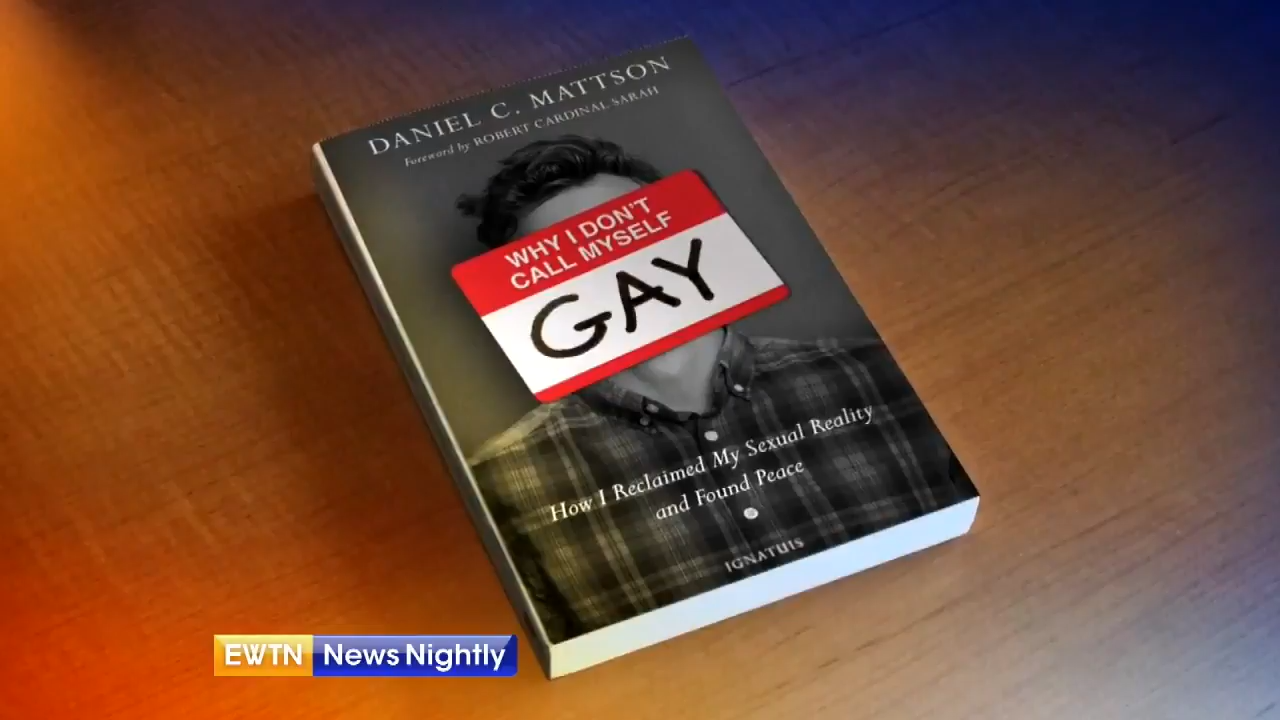 DANIEL C. MATTSON
Foreword by ROBERT CARDINAL SARAH
WHY I DON'T
CALL MYSELF
GAY
How I Reclaimed My Sexual Reality
and Found Peace
IGNATIUS
EWTN News Nightly